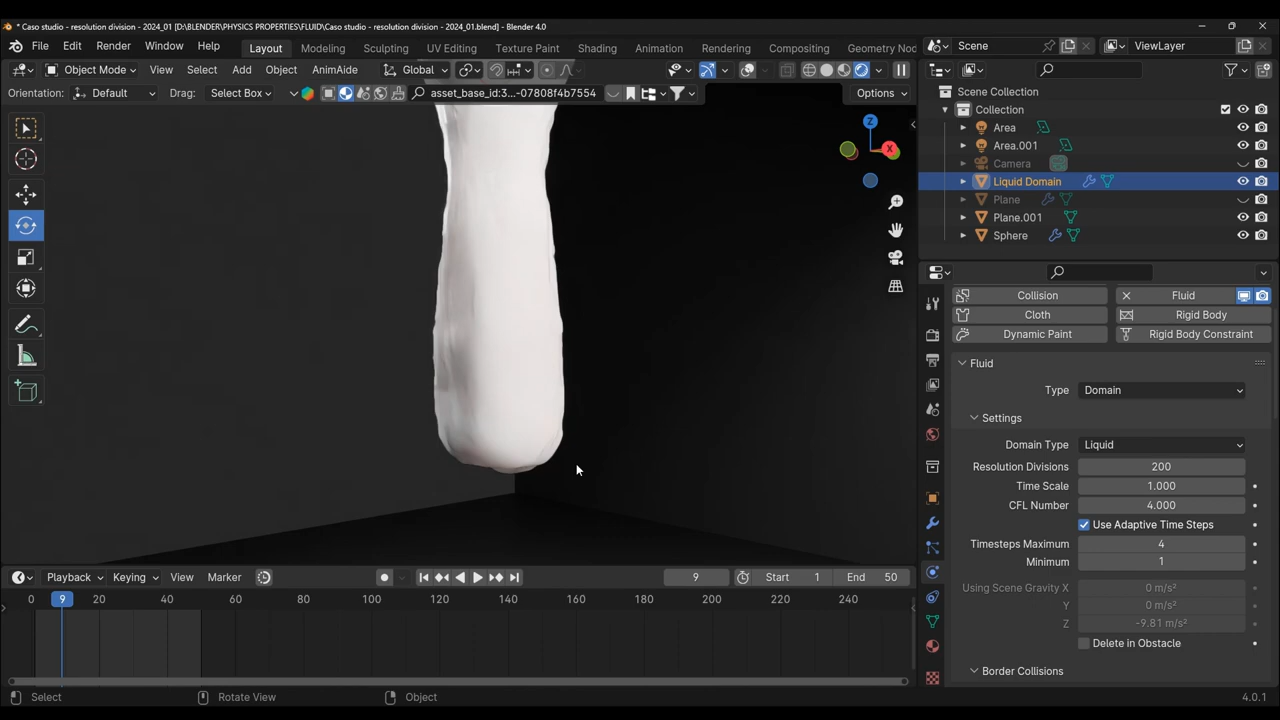 * Caso studio - resolution division - 2024_01 [D:\BLENDER\PHYSICS PROPERTIES\FLUID\Caso studio - resolution division - 2024_01.blend] - Blender 4.0
File Edit Render Window Help Layout Modeling Sculpting UV Editing Texture Paint Shading Animation Rendering Compositing Geometry Noc Scene ViewLayer
Object Mode View Select Add Object AnimAide Global
Orientation: Default Drag: Select Box asset_base_id:3...-07808f4b7554 Options
Z
X
Scene Collection
Collection
Area
Area.001
Camera
Liquid Domain
Plane
Plane.001
Sphere
Collision Fluid
Cloth Rigid Body
Dynamic Paint Rigid Body Constraint
Fluid
Type Domain
Settings
Domain Type Liquid
Resolution Divisions 200
Time Scale 1.000
CFL Number 4.000
Use Adaptive Time Steps
Timesteps Maximum 4
Minimum 1
Using Scene Gravity X 0 m/s²
Y 0 m/s²
Z -9.81 m/s²
Delete in Obstacle
Border Collisions
Playback Keying View Marker 9 Start 1 End 50
0 9 20 40 60 80 100 120 140 160 180 200 220 240
Select Rotate View Object 4.0.1